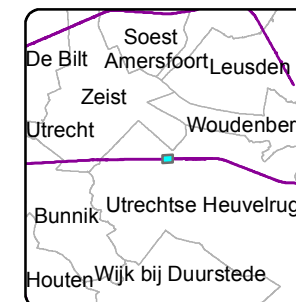 Soest
De Bilt Amersfoort Leusden
Zeist
Utrecht Woudenber
Utrechtse Heuvelrug
Bunnik
Houten Wijk bij Duurstede